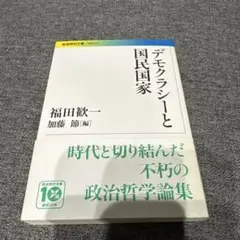 デモクラシーと
国民国家
福田歓一
加藤 節[編]
時代と切り結んだ
不朽の
政治哲学論集
10